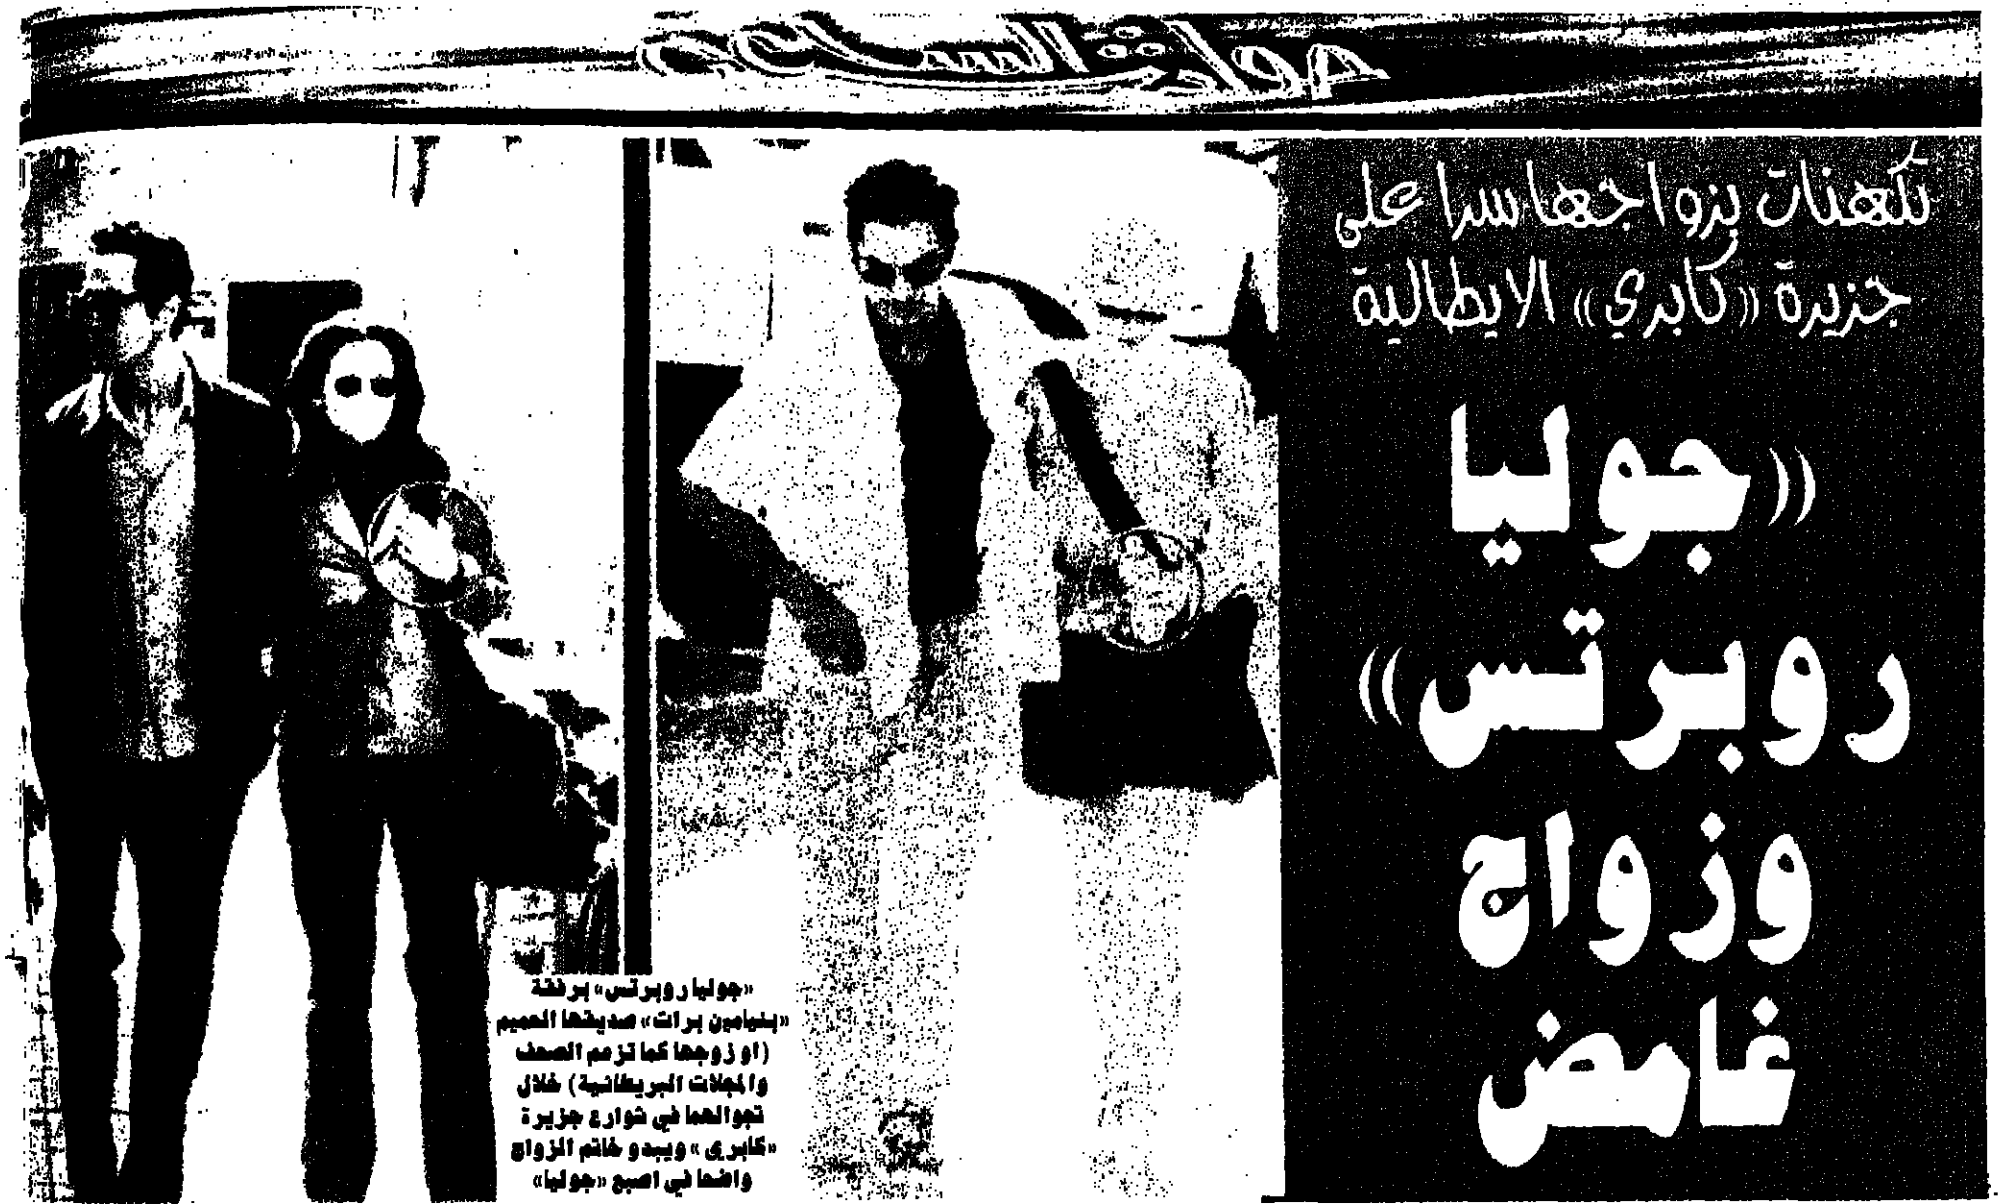 حوادث الساعة
تكهنات بزواجها سرا على
جزيرة «كابري» الايطالية
«جوليا
روبرتس»
وزواج
غامض
«جوليا روبرتس» برفقة
«بنيامين برات» صديقها الحميم
(او زوجها كما تزعم الصحف
والمجلات البريطانية) خلال
تجوالهما في شوارع جزيرة
«كابري» ويبدو خاتم الزواج
واضحا في اصبع «جوليا»